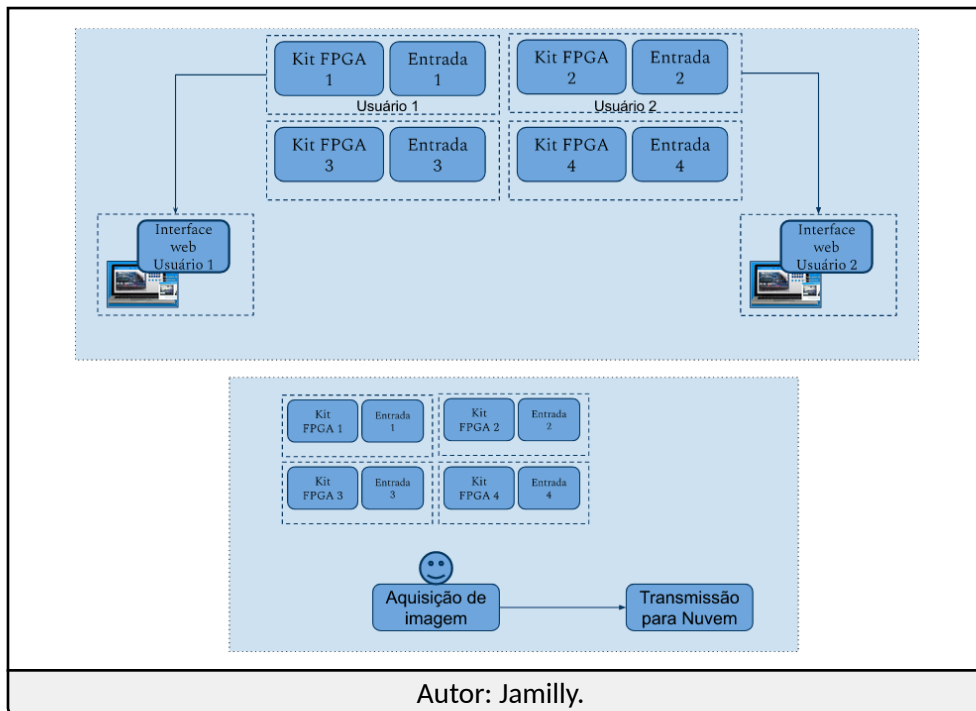 Kit FPGA
1
Entrada
1
Usuário 1
Kit FPGA
2
Entrada
2
Usuário 2
Kit FPGA
3
Entrada
3
Kit FPGA
4
Entrada
4
Interface
web
Usuário 1
Interface
web
Usuário 2
Kit
FPGA 1
Entrada
1
Kit
FPGA 2
Entrada
2
Kit
FPGA 3
Entrada
3
Kit
FPGA 4
Entrada
4
Aquisição de
imagem
Transmissão
para Nuvem
Autor: Jamilly.